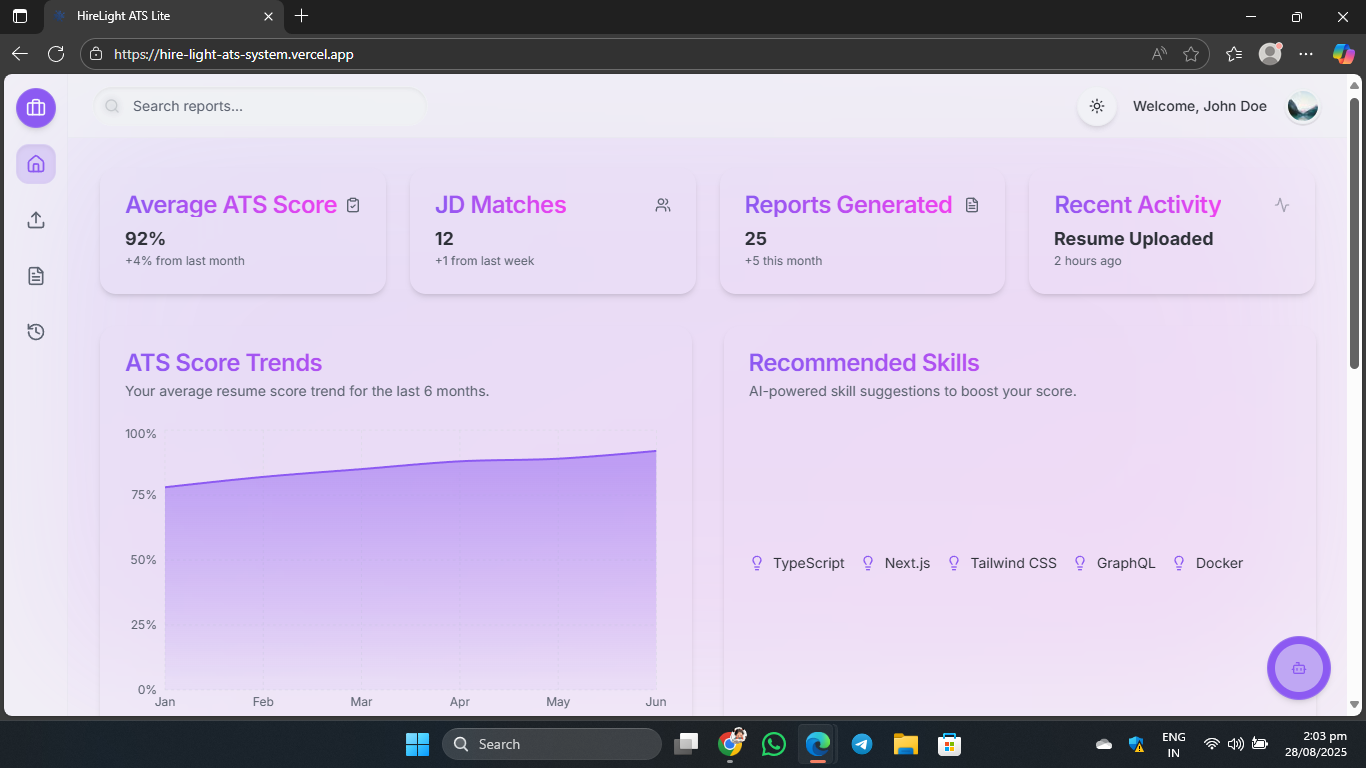 HireLight ATS Lite
https://hire-light-ats-system.vercel.app
Search reports...
Welcome, John Doe
Average ATS Score
92%
+4% from last month
JD Matches
12
+1 from last week
Reports Generated
25
+5 this month
Recent Activity
Resume Uploaded
2 hours ago
ATS Score Trends
Your average resume score trend for the last 6 months.
100%
75%
50%
25%
0%
Jan Feb Mar Apr May Jun
Recommended Skills
AI-powered skill suggestions to boost your score.
TypeScript Next.js Tailwind CSS GraphQL Docker
Search
ENG
IN
2:03 pm
28/08/2025